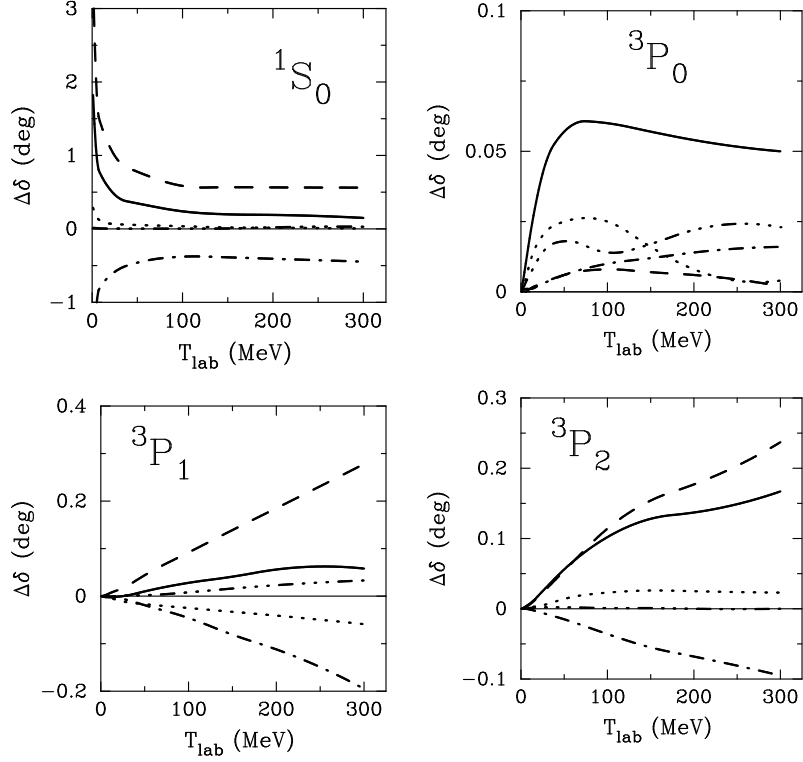 3
2
1
0
−1
Δδ (deg)
¹S₀
0 100 200 300
T_lab (MeV)
0.1
0.05
0
Δδ (deg)
³P₀
0 100 200 300
T_lab (MeV)
0.4
0.2
0
−0.2
Δδ (deg)
³P₁
0 100 200 300
T_lab (MeV)
0.3
0.2
0.1
0
−0.1
Δδ (deg)
³P₂
0 100 200 300
T_lab (MeV)